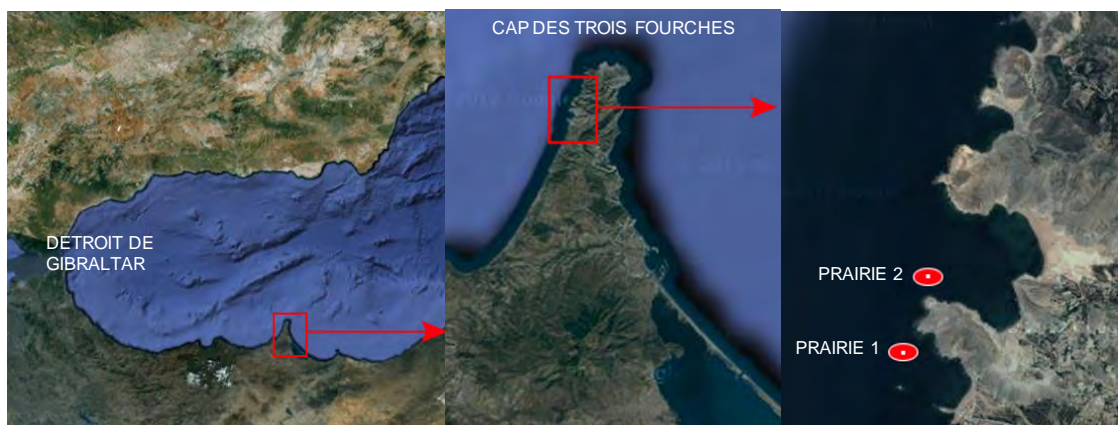 DETROIT DE
GIBRALTAR
CAP DES TROIS FOURCHES
PRAIRIE 2
PRAIRIE 1